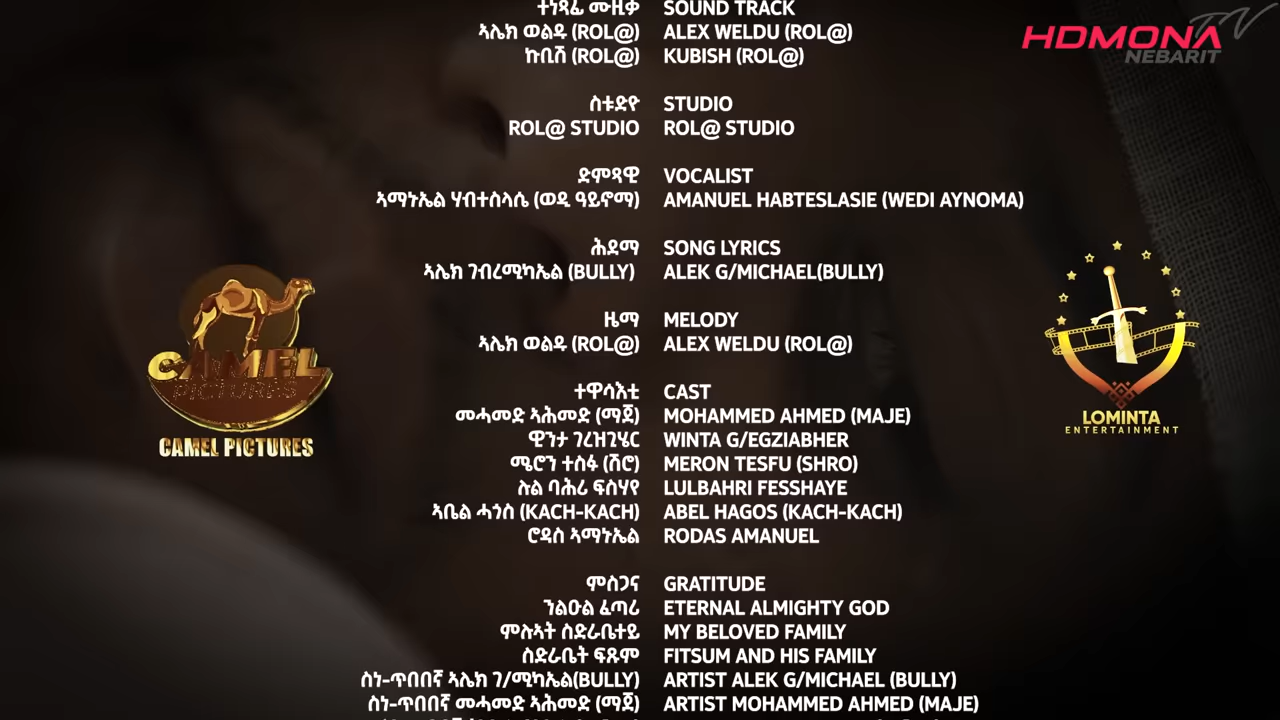 ተነጻፊ ሙዚቃ SOUND TRACK
ኣሌክ ወልዱ (ROL@) ALEX WELDU (ROL@)
ኩቢሽ (ROL@) KUBISH (ROL@)
HDMONA TV
NEBARIT
ስቱድዮ STUDIO
ROL@ STUDIO ROL@ STUDIO
ድምጻዊ VOCALIST
ኣማኑኤል ሃብተስላሴ (ወዲ ዓይኖማ) AMANUEL HABTESLASIE (WEDI AYNOMA)
ሕደማ SONG LYRICS
ኣሌክ ገብረሚካኤል (BULLY) ALEK G/MICHAEL(BULLY)
ዜማ MELODY
ኣሌክ ወልዱ (ROL@) ALEX WELDU (ROL@)
ተዋሳእቲ CAST
መሓመድ ኣሕመድ (ማጀ) MOHAMMED AHMED (MAJE)
ዊንታ ገረዝጊሄር WINTA G/EGZIABHER
ሜሮን ተስፉ (ሽሮ) MERON TESFU (SHRO)
ሉል ባሕሪ ፍስሃየ LULBAHRI FESSHAYE
ኣቤል ሓጎስ (KACH-KACH) ABEL HAGOS (KACH-KACH)
ሮዳስ ኣማኑኤል RODAS AMANUEL
CAMEL
PICTURES
CAMEL PICTURES
LOMINTA
ENTERTAINMENT
ምስጋና GRATITUDE
ንልዑል ፈጣሪ ETERNAL ALMIGHTY GOD
ምሉኣት ስድራቤተይ MY BELOVED FAMILY
ስድራቤት ፍጹም FITSUM AND HIS FAMILY
ስነ-ጥበበኛ ኣሌክ ገ/ሚካኤል(BULLY) ARTIST ALEK G/MICHAEL (BULLY)
ስነ-ጥበበኛ መሓመድ ኣሕመድ (ማጀ) ARTIST MOHAMMED AHMED (MAJE)